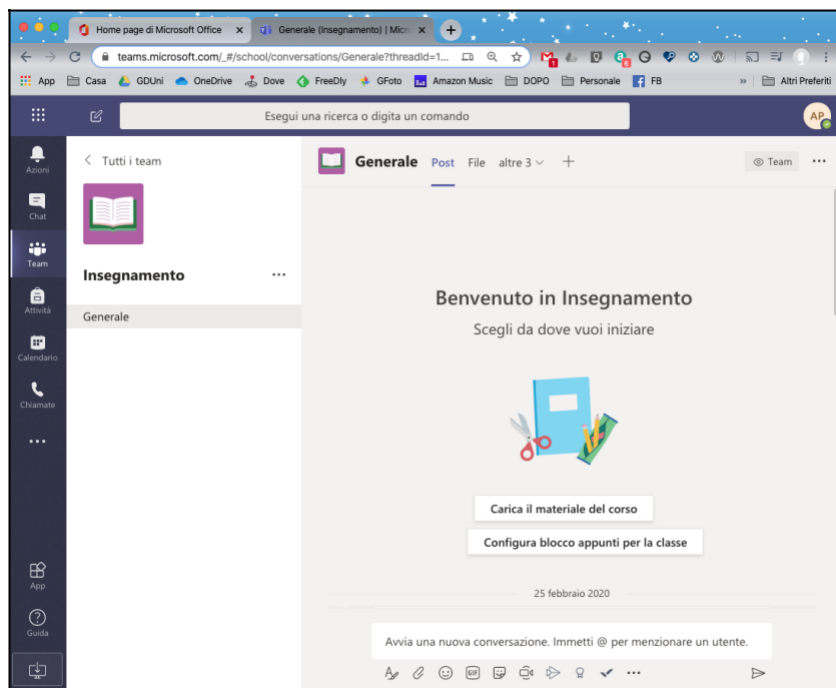 Home page di Microsoft Office
Generale (Insegnamento) | Micro
teams.microsoft.com/_#/school/conversations/Generale?threadId=1...
App
Casa
GDUni
OneDrive
Dove
FreeDly
GFoto
Amazon Music
DOPO
Personale
FB
»
Altri Preferiti
Esegui una ricerca o digita un comando
AP
Azioni
Chat
Team
Attività
Calendario
Chiamate
App
Guida
Tutti i team
Insegnamento
Generale
Generale Post File altre 3
Team
Benvenuto in Insegnamento
Scegli da dove vuoi iniziare
Carica il materiale del corso
Configura blocco appunti per la classe
25 febbraio 2020
Avvia una nuova conversazione. Immetti @ per menzionare un utente.
GIF